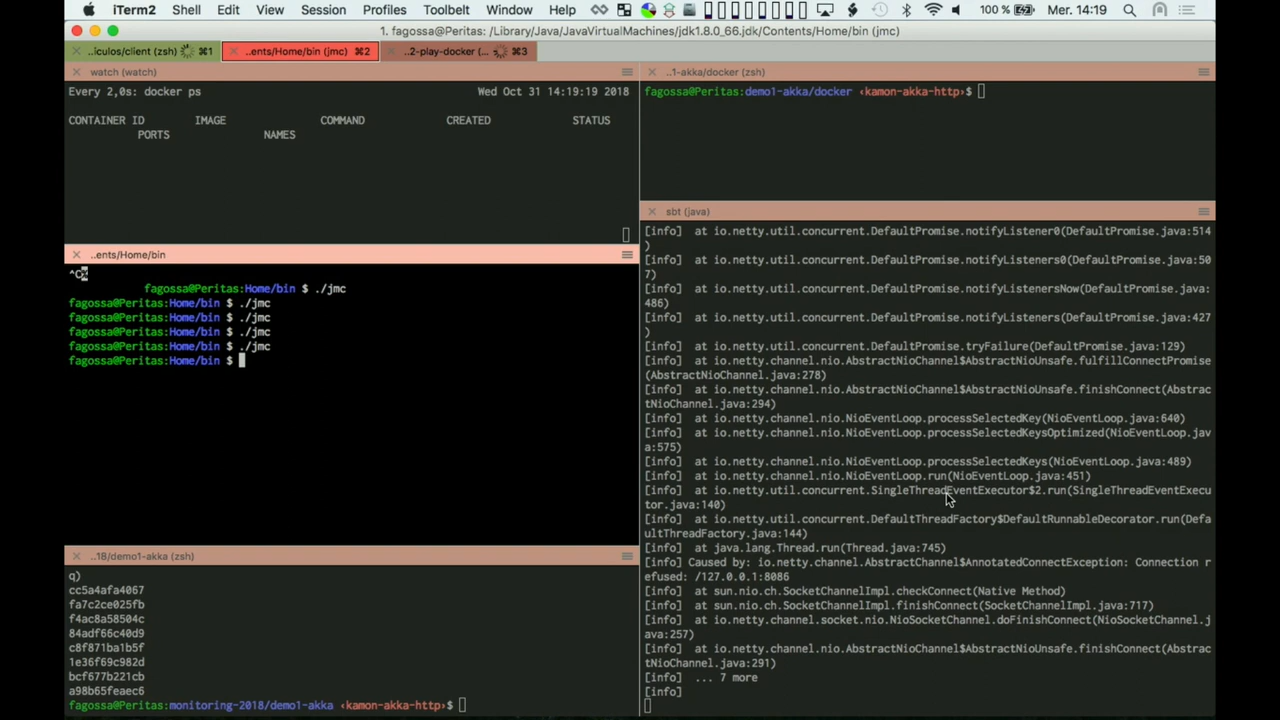 iTerm2 Shell Edit View Session Profiles Toolbelt Window Help 100 % Mer. 14:19
1. fagossa@Peritas: /Library/Java/JavaVirtualMachines/jdk1.8.0_66.jdk/Contents/Home/bin (jmc)
..iculos/client (zsh) ⌘1 ..ents/Home/bin (jmc) ⌘2 ..2-play-docker (... ⌘3
watch (watch)
Every 2,0s: docker ps Wed Oct 31 14:19:19 2018
CONTAINER ID IMAGE COMMAND CREATED STATUS
PORTS NAMES
..ents/Home/bin
^C
fagossa@Peritas:Home/bin $ ./jmc
fagossa@Peritas:Home/bin $ ./jmc
fagossa@Peritas:Home/bin $ ./jmc
fagossa@Peritas:Home/bin $ ./jmc
fagossa@Peritas:Home/bin $ ./jmc
fagossa@Peritas:Home/bin $
..18/demo1-akka (zsh)
q)
cc5a4afa4067
fa7c2ce025fb
f4ac8a58504c
84adf66c40d9
c8f871ba1b5f
1e36f69c982d
bcf677b221cb
a98b65feaec6
fagossa@Peritas:monitoring-2018/demo1-akka ‹kamon-akka-http›$
..1-akka/docker (zsh)
fagossa@Peritas:demo1-akka/docker ‹kamon-akka-http›$
sbt (java)
[info] at io.netty.util.concurrent.DefaultPromise.notifyListener0(DefaultPromise.java:514
)
[info] at io.netty.util.concurrent.DefaultPromise.notifyListeners0(DefaultPromise.java:50
7)
[info] at io.netty.util.concurrent.DefaultPromise.notifyListenersNow(DefaultPromise.java:
486)
[info] at io.netty.util.concurrent.DefaultPromise.notifyListeners(DefaultPromise.java:427
)
[info] at io.netty.util.concurrent.DefaultPromise.tryFailure(DefaultPromise.java:129)
[info] at io.netty.channel.nio.AbstractNioChannel$AbstractNioUnsafe.fulfillConnectPromise
(AbstractNioChannel.java:278)
[info] at io.netty.channel.nio.AbstractNioChannel$AbstractNioUnsafe.finishConnect(Abstrac
tNioChannel.java:294)
[info] at io.netty.channel.nio.NioEventLoop.processSelectedKey(NioEventLoop.java:640)
[info] at io.netty.channel.nio.NioEventLoop.processSelectedKeysOptimized(NioEventLoop.jav
a:575)
[info] at io.netty.channel.nio.NioEventLoop.processSelectedKeys(NioEventLoop.java:489)
[info] at io.netty.channel.nio.NioEventLoop.run(NioEventLoop.java:451)
[info] at io.netty.util.concurrent.SingleThreadEventExecutor$2.run(SingleThreadEventExecu
tor.java:140)
[info] at io.netty.util.concurrent.DefaultThreadFactory$DefaultRunnableDecorator.run(Defa
ultThreadFactory.java:144)
[info] at java.lang.Thread.run(Thread.java:745)
[info] Caused by: io.netty.channel.AbstractChannel$AnnotatedConnectException: Connection r
efused: /127.0.0.1:8086
[info] at sun.nio.ch.SocketChannelImpl.checkConnect(Native Method)
[info] at sun.nio.ch.SocketChannelImpl.finishConnect(SocketChannelImpl.java:717)
[info] at io.netty.channel.socket.nio.NioSocketChannel.doFinishConnect(NioSocketChannel.j
ava:257)
[info] at io.netty.channel.nio.AbstractNioChannel$AbstractNioUnsafe.finishConnect(Abstrac
tNioChannel.java:291)
[info] ... 7 more
[info]